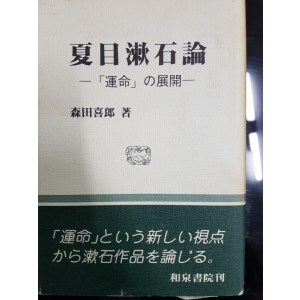 夏目漱石論
―「運命」の展開―
森田喜郎 著
「運命」という新しい視点
から漱石作品を論じる。
和泉書院刊